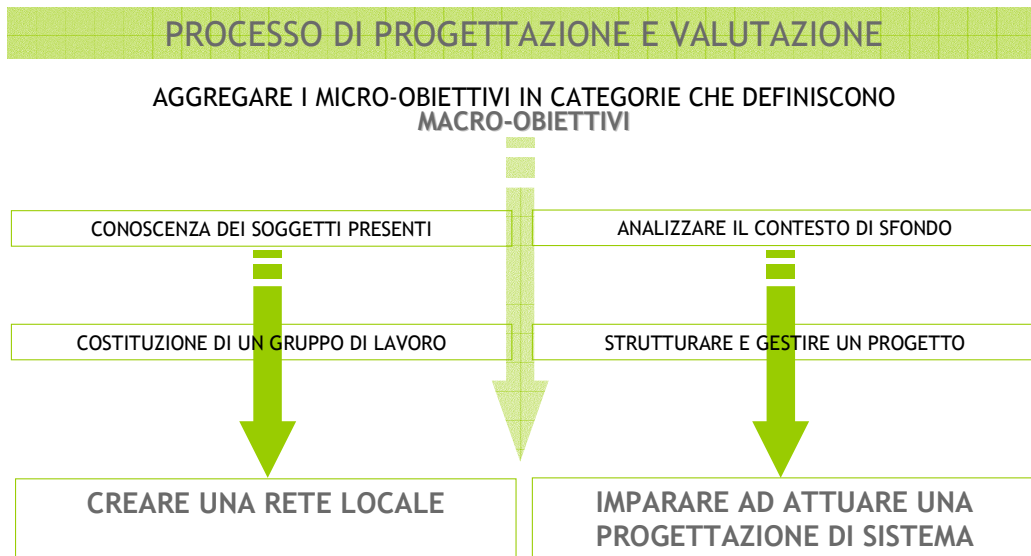 PROCESSO DI PROGETTAZIONE E VALUTAZIONE
AGGREGARE I MICRO-OBIETTIVI IN CATEGORIE CHE DEFINISCONO
MACRO-OBIETTIVI
CONOSCENZA DEI SOGGETTI PRESENTI
ANALIZZARE IL CONTESTO DI SFONDO
COSTITUZIONE DI UN GRUPPO DI LAVORO
STRUTTURARE E GESTIRE UN PROGETTO
CREARE UNA RETE LOCALE
IMPARARE AD ATTUARE UNA
PROGETTAZIONE DI SISTEMA